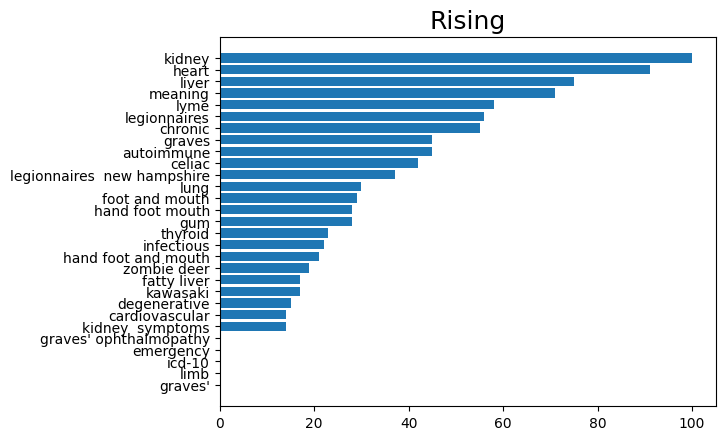 Rising
kidney
heart
liver
meaning
lyme
legionnaires
chronic
graves
autoimmune
celiac
legionnaires  new hampshire
lung
foot and mouth
hand foot mouth
gum
thyroid
infectious
hand foot and mouth
zombie deer
fatty liver
kawasaki
degenerative
cardiovascular
kidney  symptoms
graves' ophthalmopathy
emergency
icd-10
limb
graves'
0 20 40 60 80 100